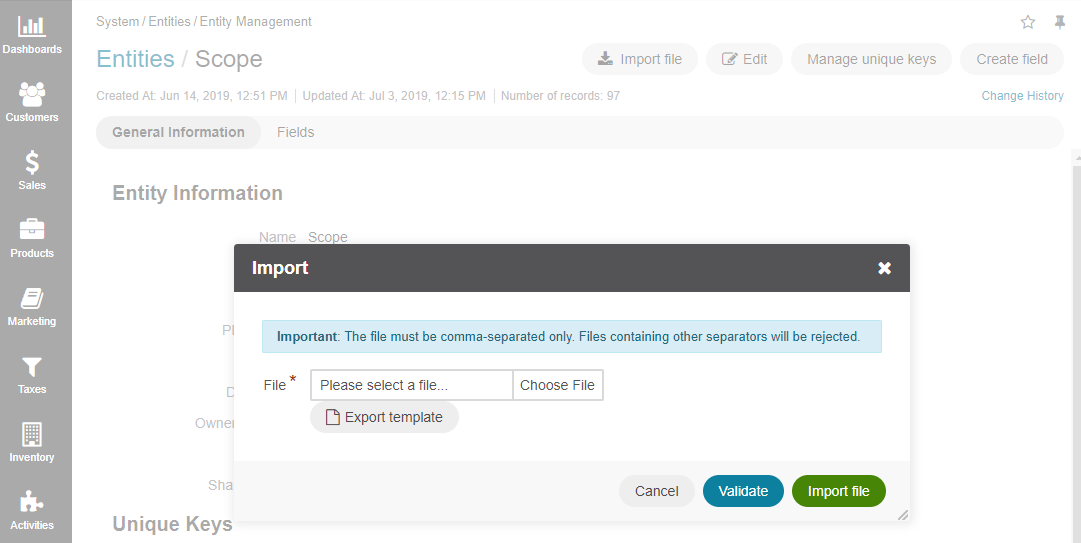 Dashboards
Customers
Sales
Products
Marketing
Taxes
Inventory
Activities
System / Entities / Entity Management
Entities / Scope
Import file
Edit
Manage unique keys
Create field
Created At: Jun 14, 2019, 12:51 PM
Updated At: Jul 3, 2019, 12:15 PM
Number of records: 97
Change History
General Information
Fields
Entity Information
Name Scope
Import
Important: The file must be comma-separated only. Files containing other separators will be rejected.
File *
Please select a file...
Choose File
Export template
Owne
Sha
Cancel
Validate
Import file
Unique Keys